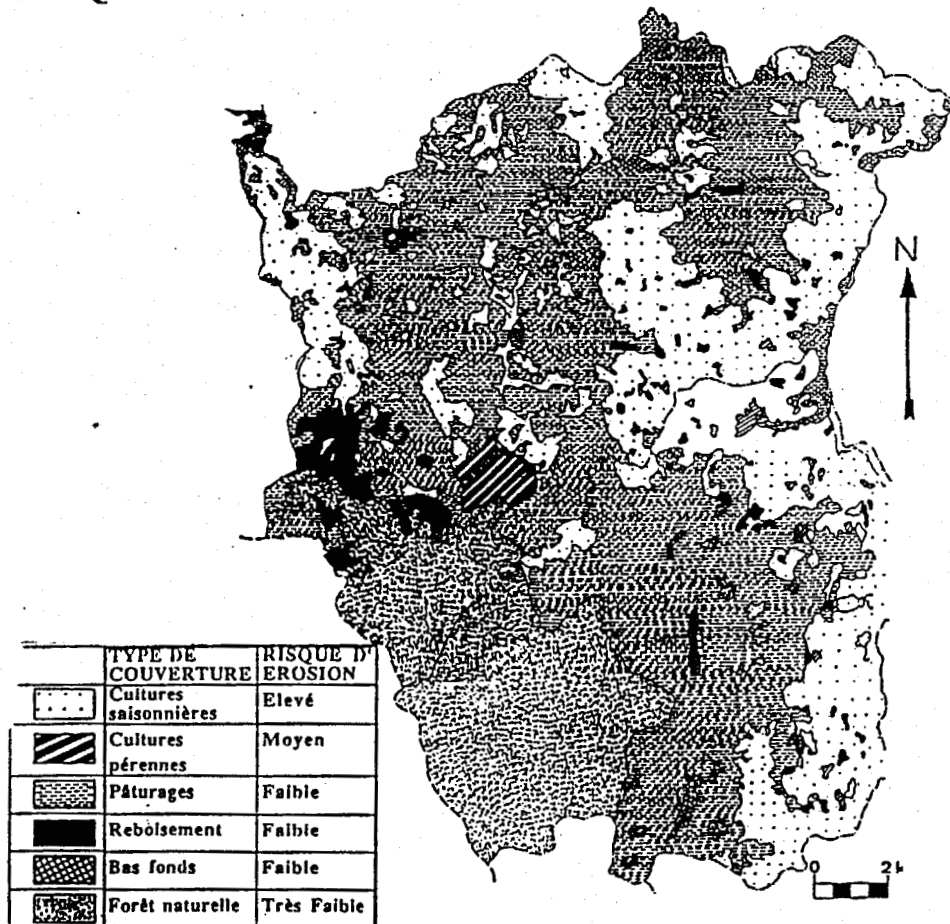 N
TYPE DE COUVERTURE RISQUE D' EROSION
Cultures saisonnières Elevé
Cultures pérennes Moyen
Pâturages Faible
Reboisement Faible
Bas fonds Faible
Forêt naturelle Très Faible
0 2k